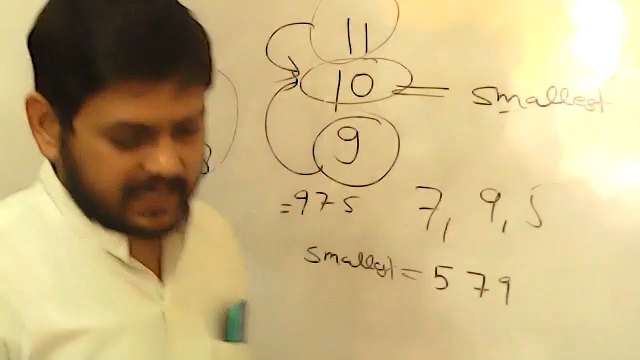 11
10 = smallest
9
= 975 7, 9, 5
smallest = 579